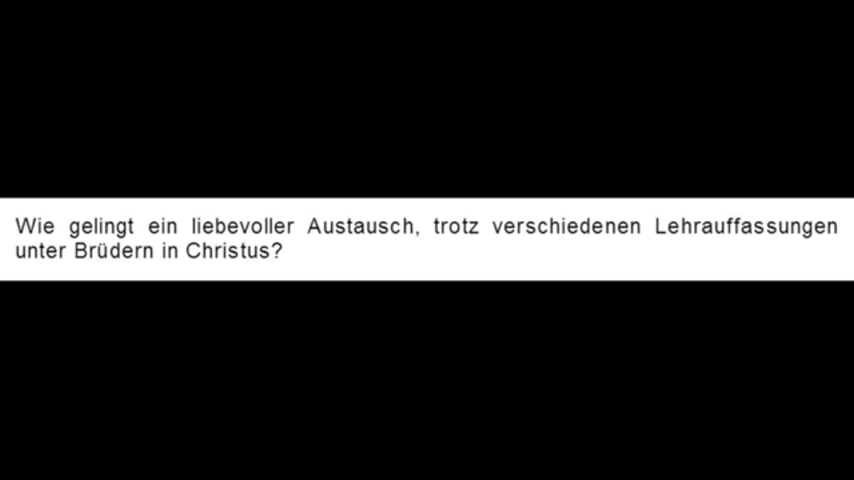 Wie gelingt ein liebevoller Austausch, trotz verschiedenen Lehrauffassungen
unter Brüdern in Christus?